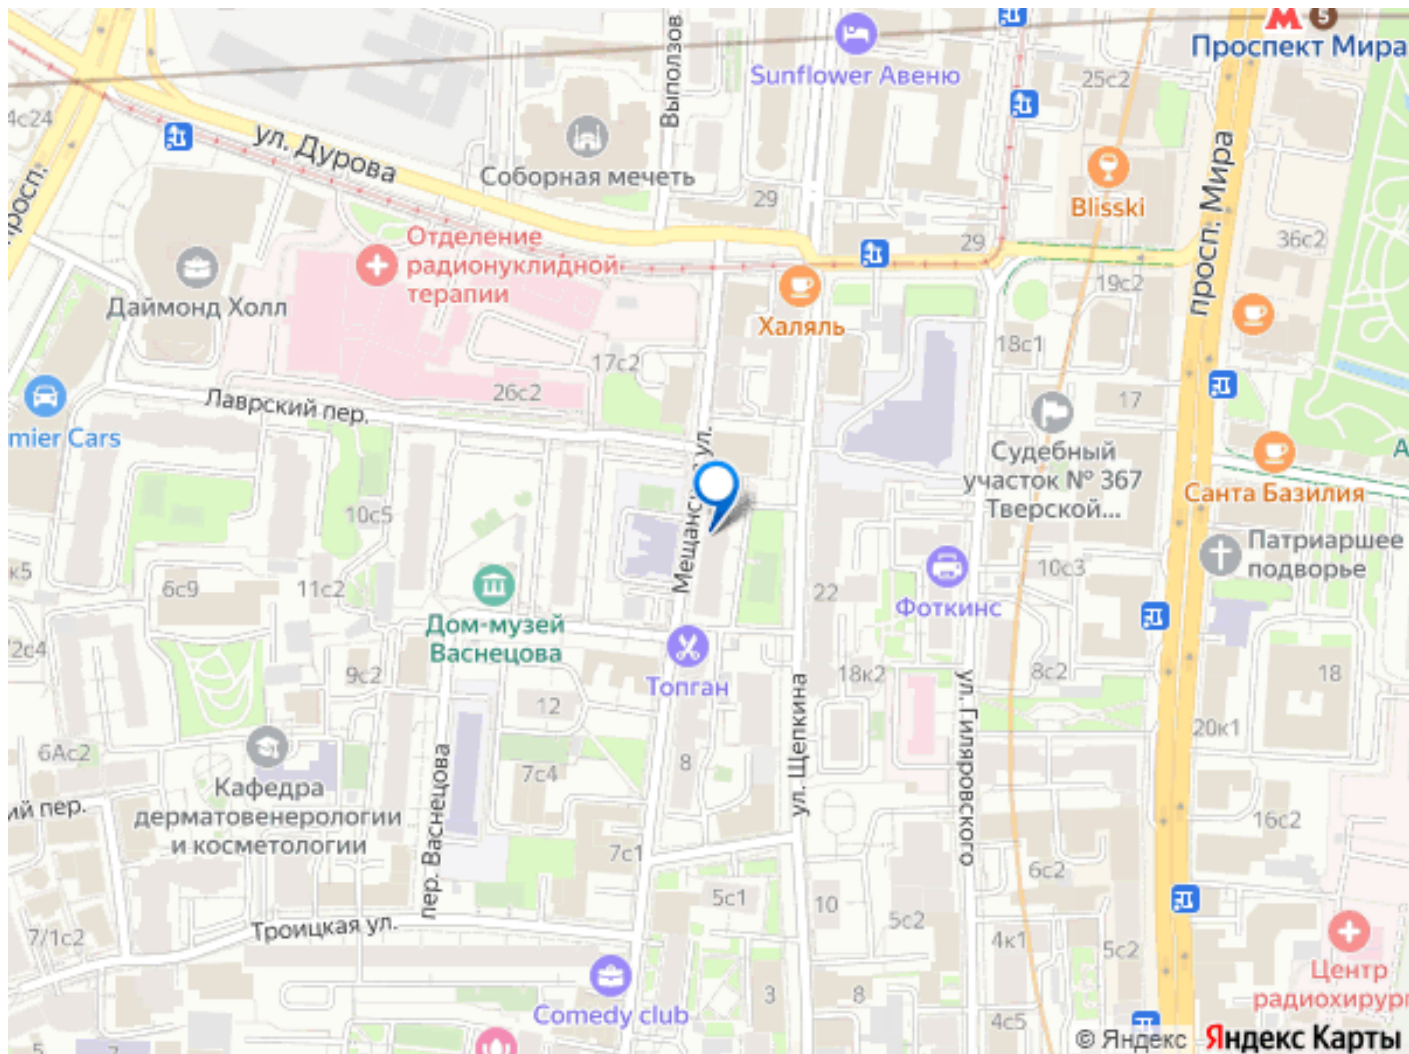 5
Проспект Мира
Выползов
Sunflower Авеню
25с2
4с24
ул. Дурова
Соборная мечеть
просп. Мира
29
Blisski
просп.
Отделение
радионуклидной
терапии
29
36с2
Даймонд Холл
19с2
Халяль
17с2
18с1
26с2
17
Лаврский пер.
mier Cars
Судебный
участок № 367
Тверской...
Санта Базилия
10с5
Патриаршее
подворье
к5
6с9
11с2
10с3
22
Фоткинс
Дом-музей
Васнецова
2с4
9с2
Топган
18к2
8с2
18
12
ул. Щепкина
ул. Гиляровского
20к1
6Ас2
8
7с4
Кафедра
дерматовенерологии
и косметологии
ий пер.
пер. Васнецова
16с2
7с1
6с2
5с1
10
5с2
Троицкая ул.
7/1с2
4к1
5с2
Центр
радиохирург
Comedy club
3
8
4с5
© Яндекс Яндекс Карты